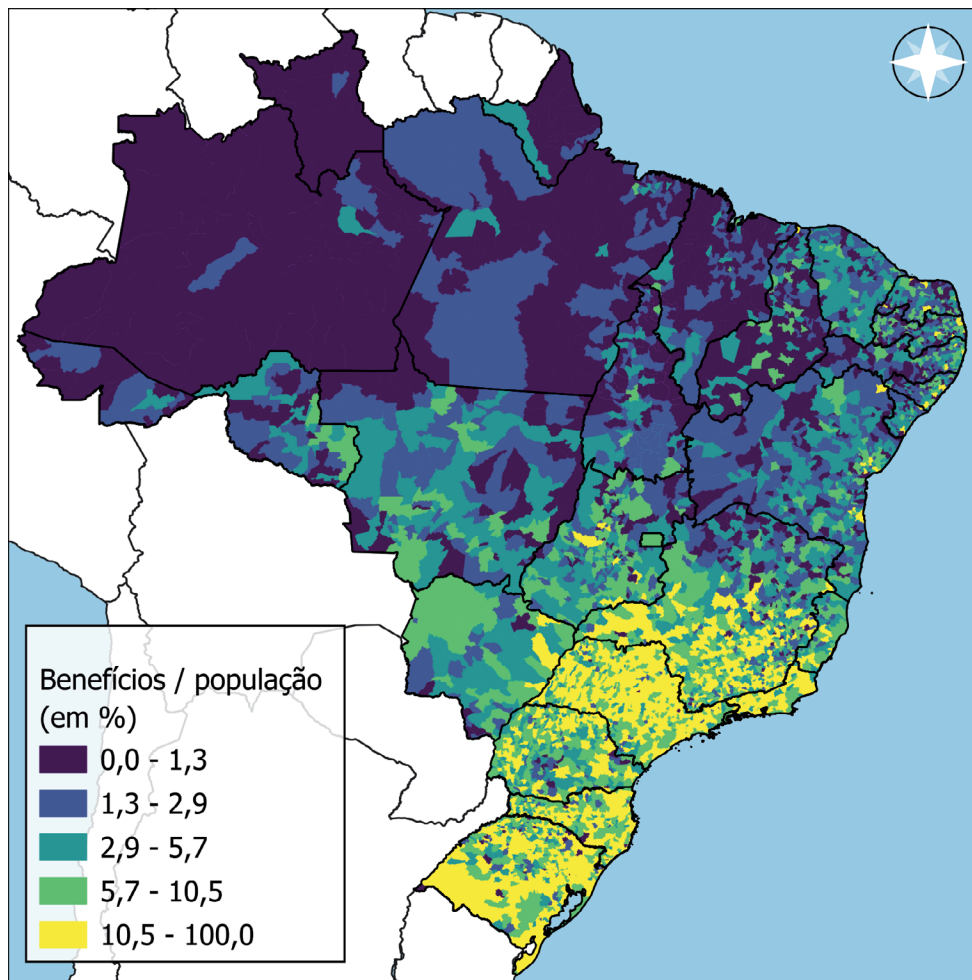 Benefícios / população
(em %)
0,0 - 1,3
1,3 - 2,9
2,9 - 5,7
5,7 - 10,5
10,5 - 100,0